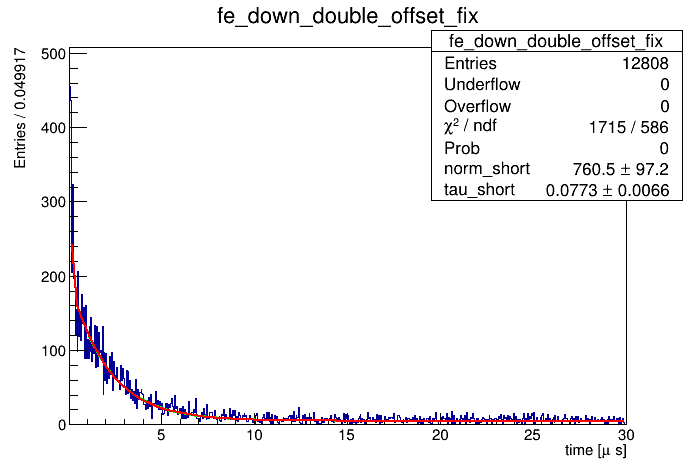 fe_down_double_offset_fix
fe_down_double_offset_fix
Entries 12808
Underflow 0
Overflow 0
χ² / ndf 1715 / 586
Prob 0
norm_short 760.5 ± 97.2
tau_short 0.0773 ± 0.0066
Entries / 0.049917
500
400
300
200
100
0
5 10 15 20 25 30
time [μ s]